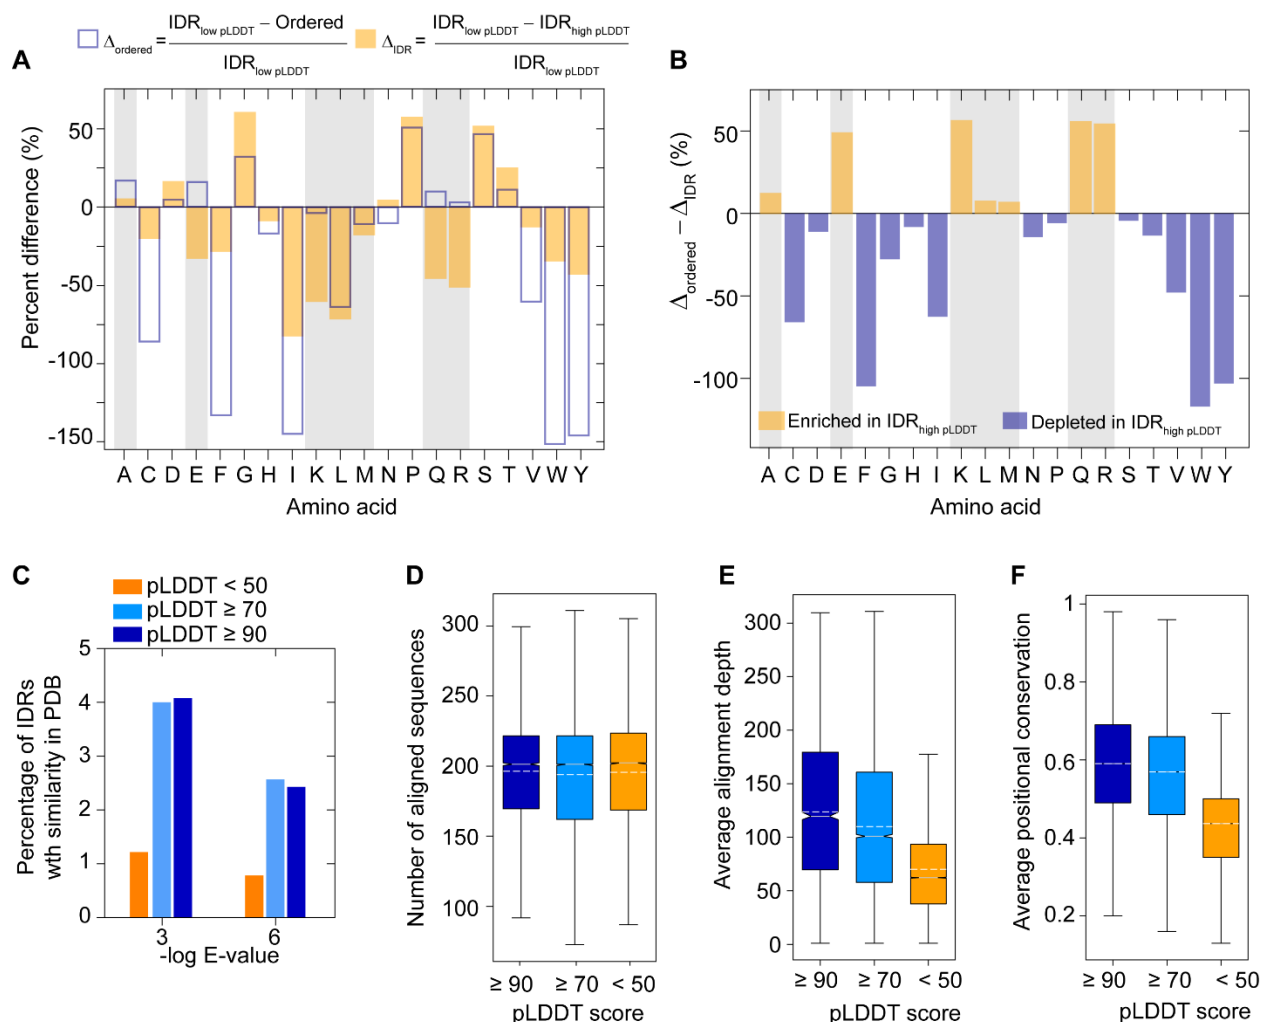 Δordered = IDRlow pLDDT – Ordered / IDRlow pLDDT
ΔIDR = IDRlow pLDDT – IDRhigh pLDDT / IDRlow pLDDT
A
Percent difference (%)
50
0
-50
-100
-150
A C D E F G H I K L M N P Q R S T V W Y
Amino acid
B
Δordered – ΔIDR (%)
50
0
-50
-100
Enriched in IDRhigh pLDDT
Depleted in IDRhigh pLDDT
A C D E F G H I K L M N P Q R S T V W Y
Amino acid
C
pLDDT < 50
pLDDT ≥ 70
pLDDT ≥ 90
Percentage of IDRs
wth similarity in PDB
5
4
3
2
1
0
3 6
-log E-value
D
Number of aligned sequences
300
250
200
150
100
≥ 90 ≥ 70 < 50
pLDDT score
E
Average alignment depth
300
250
200
150
100
50
0
≥ 90 ≥ 70 < 50
pLDDT score
F
Average positional conservation
1
0.8
0.6
0.4
0.2
≥ 90 ≥ 70 < 50
pLDDT score